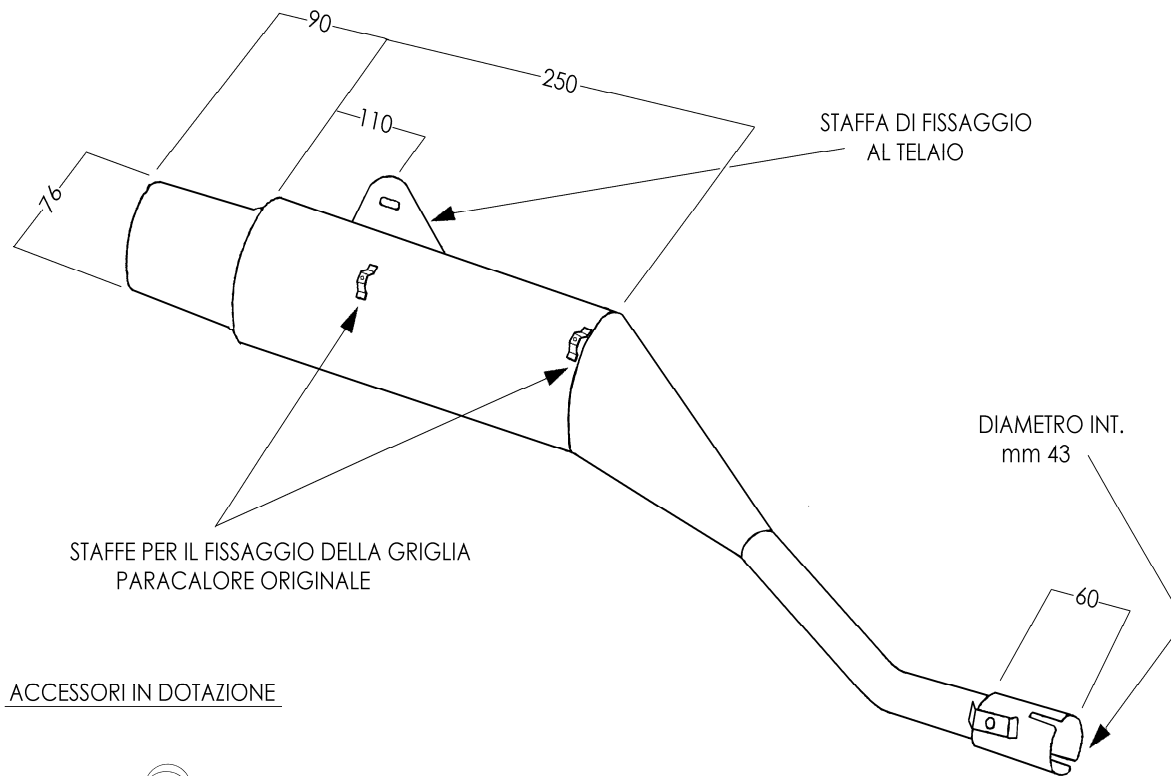 90
250
110
STAFFA DI FISSAGGIO
AL TELAIO
76
DIAMETRO INT.
mm 43
STAFFE PER IL FISSAGGIO DELLA GRIGLIA
PARACALORE ORIGINALE
60
ACCESSORI IN DOTAZIONE